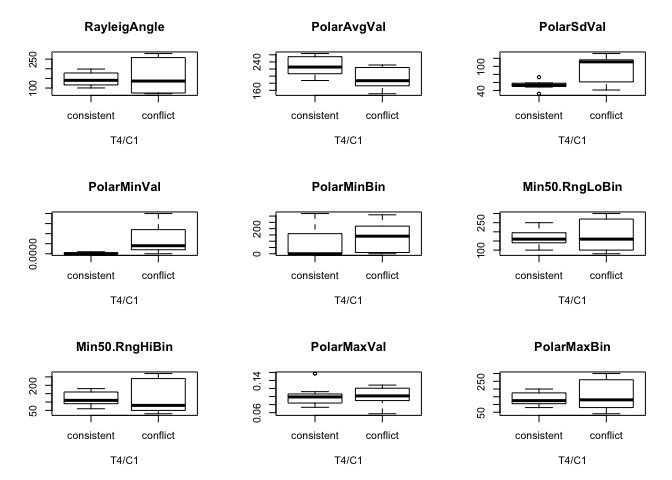 RayleigAngle
250
100
consistent
conflict
T4/C1
PolarAvgVal
240
160
consistent
conflict
T4/C1
PolarSdVal
100
40
consistent
conflict
T4/C1
PolarMinVal
0.0000
consistent
conflict
T4/C1
PolarMinBin
200
0
consistent
conflict
T4/C1
Min50.RngLoBin
250
100
consistent
conflict
T4/C1
Min50.RngHiBin
200
50
consistent
conflict
T4/C1
PolarMaxVal
0.14
0.06
consistent
conflict
T4/C1
PolarMaxBin
250
50
consistent
conflict
T4/C1